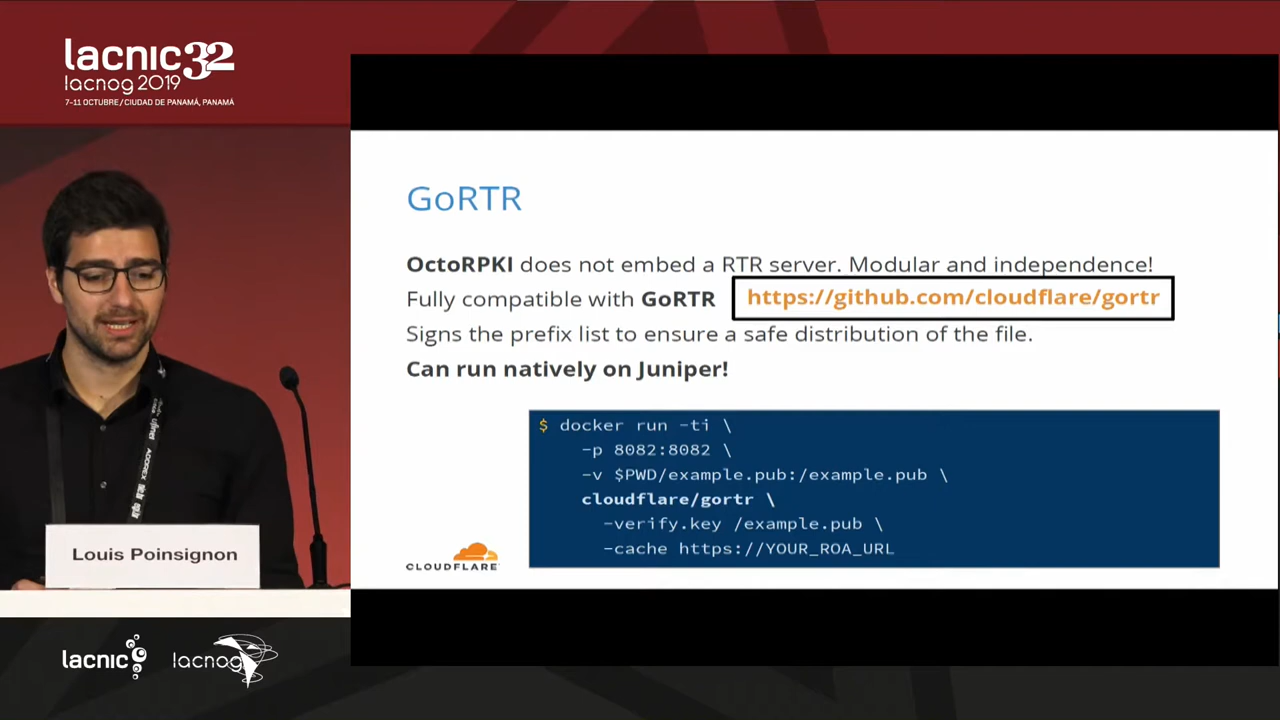 lacnic32
lacnog 2019
7-11 OCTUBRE / CIUDAD DE PANAMÁ, PANAMÁ
GoRTR
OctoRPKI does not embed a RTR server. Modular and independence!
Fully compatible with GoRTR https://github.com/cloudflare/gortr
Signs the prefix list to ensure a safe distribution of the file.
Can run natively on Juniper!
$ docker run -ti \
-p 8082:8082 \
-v $PWD/example.pub:/example.pub \
cloudflare/gortr \
-verify.key /example.pub \
-cache https://YOUR_ROA_URL
CLOUDFLARE
Louis Poinsignon
lacnic
lacnog